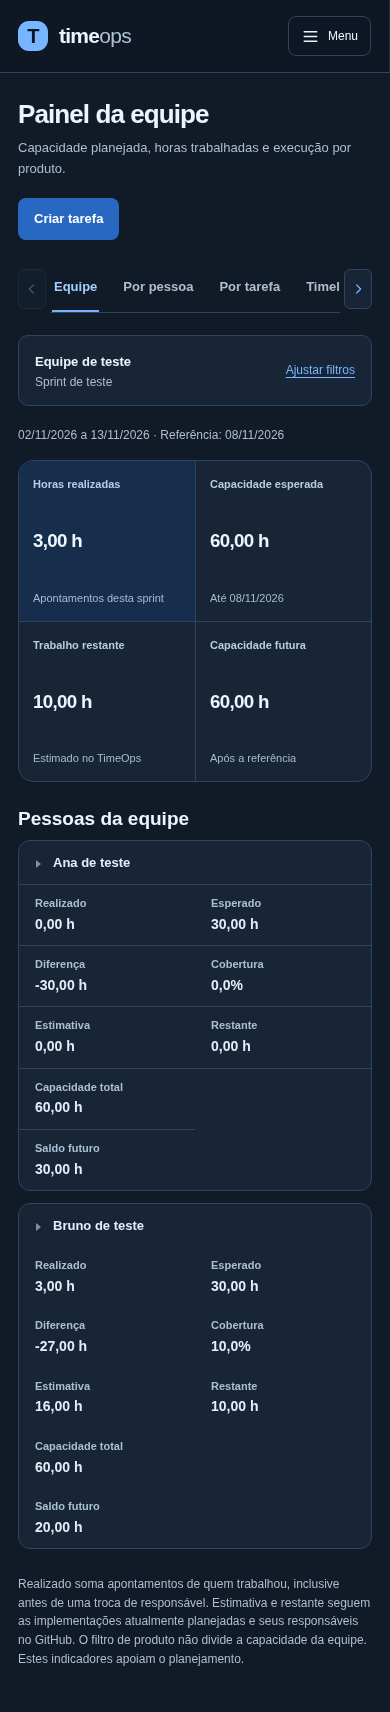 T timeops
Menu
Painel da equipe
Capacidade planejada, horas trabalhadas e execução por
produto.
Criar tarefa
Equipe Por pessoa Por tarefa Timel
Equipe de teste
Sprint de teste
Ajustar filtros
02/11/2026 a 13/11/2026 · Referência: 08/11/2026
Horas realizadas
3,00 h
Apontamentos desta sprint
Capacidade esperada
60,00 h
Até 08/11/2026
Trabalho restante
10,00 h
Estimado no TimeOps
Capacidade futura
60,00 h
Após a referência
Pessoas da equipe
Ana de teste
Realizado Esperado
0,00 h 30,00 h
Diferença Cobertura
-30,00 h 0,0%
Estimativa Restante
0,00 h 0,00 h
Capacidade total
60,00 h
Saldo futuro
30,00 h
Bruno de teste
Realizado Esperado
3,00 h 30,00 h
Diferença Cobertura
-27,00 h 10,0%
Estimativa Restante
16,00 h 10,00 h
Capacidade total
60,00 h
Saldo futuro
20,00 h
Realizado soma apontamentos de quem trabalhou, inclusive
antes de uma troca de responsável. Estimativa e restante seguem
as implementações atualmente planejadas e seus responsáveis
no GitHub. O filtro de produto não divide a capacidade da equipe.
Estes indicadores apoiam o planejamento.